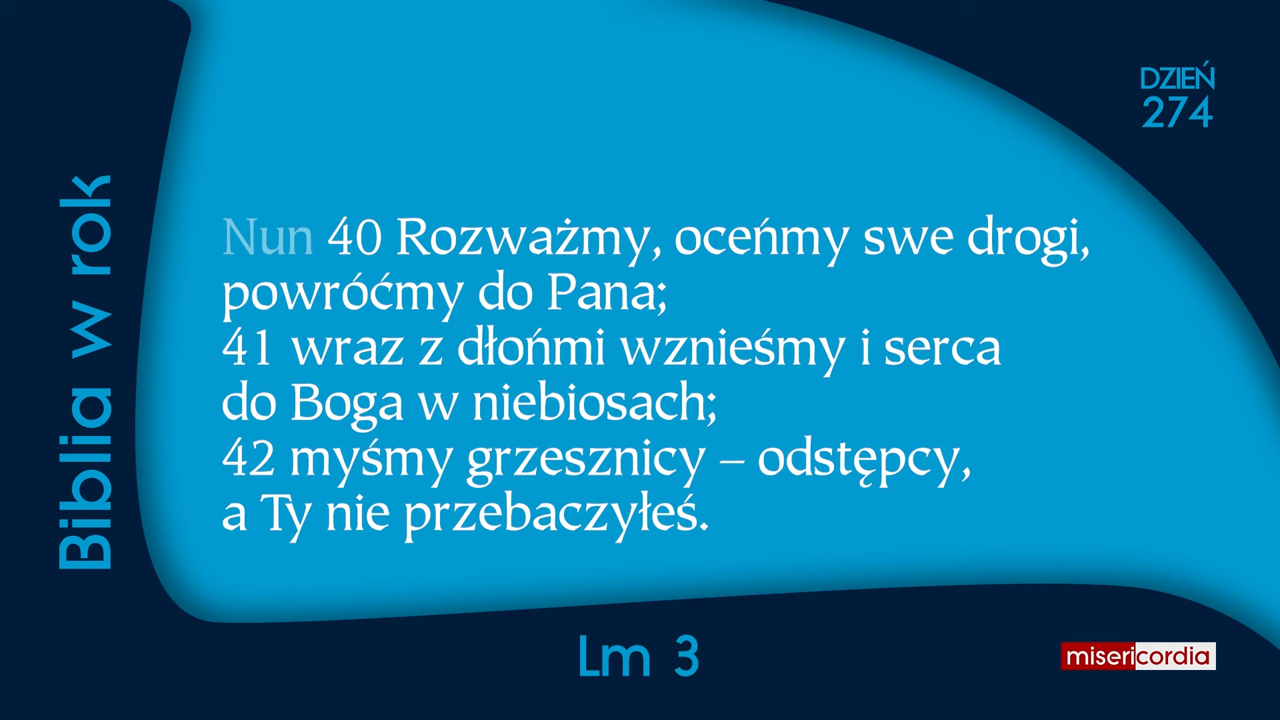 DZIEŃ
274
Biblia w rok
Nun 40 Rozważmy, oceńmy swe drogi,
powróćmy do Pana;
41 wraz z dłońmi wznieśmy i serca
do Boga w niebiosach;
42 myśmy grzesznicy – odstępcy,
a Ty nie przebaczyłeś.
Lm 3
misericordia